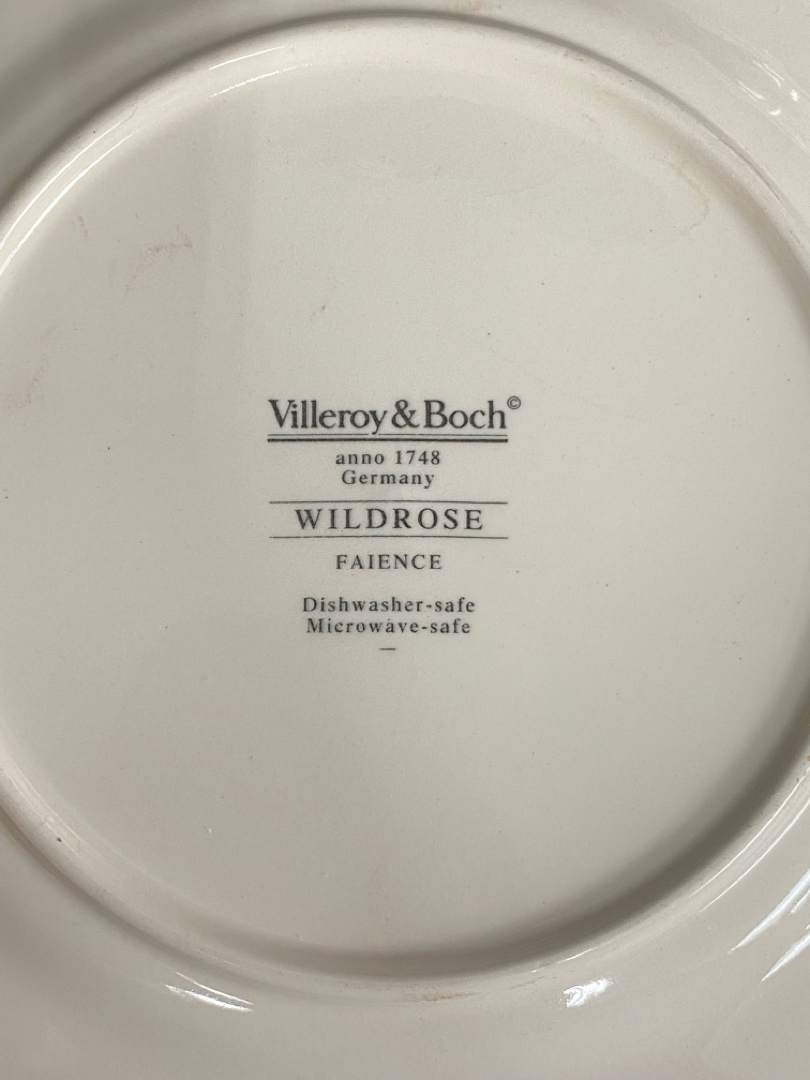 Villeroy & Boch©
anno 1748
Germany
WILDROSE
FAIENCE
Dishwasher-safe
Microwave-safe
—